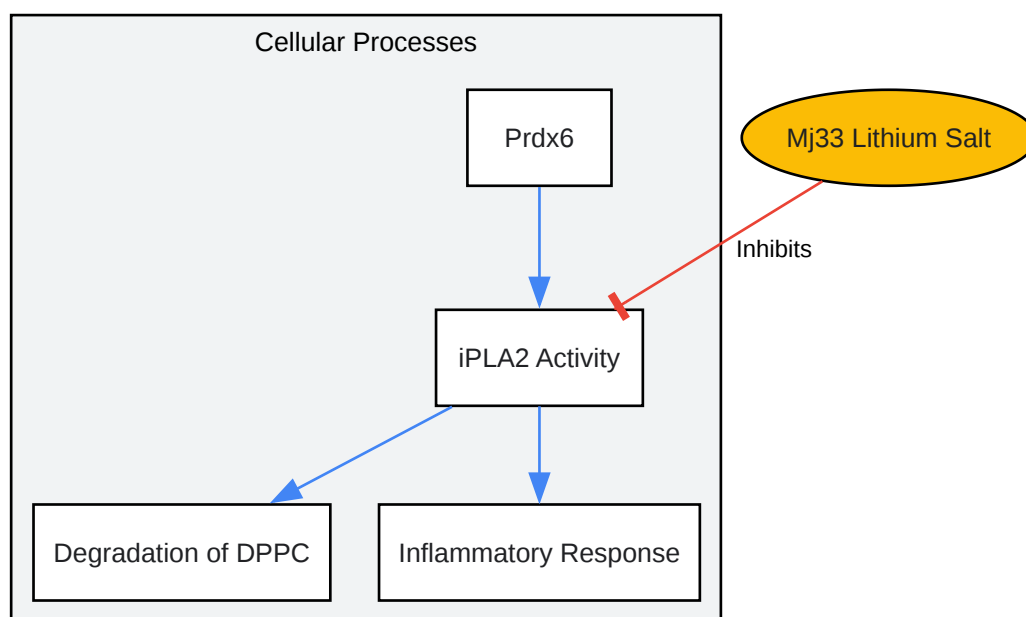 Cellular Processes
Prdx6
Mj33 Lithium Salt
Inhibits
iPLA2 Activity
Degradation of DPPC
Inflammatory Response